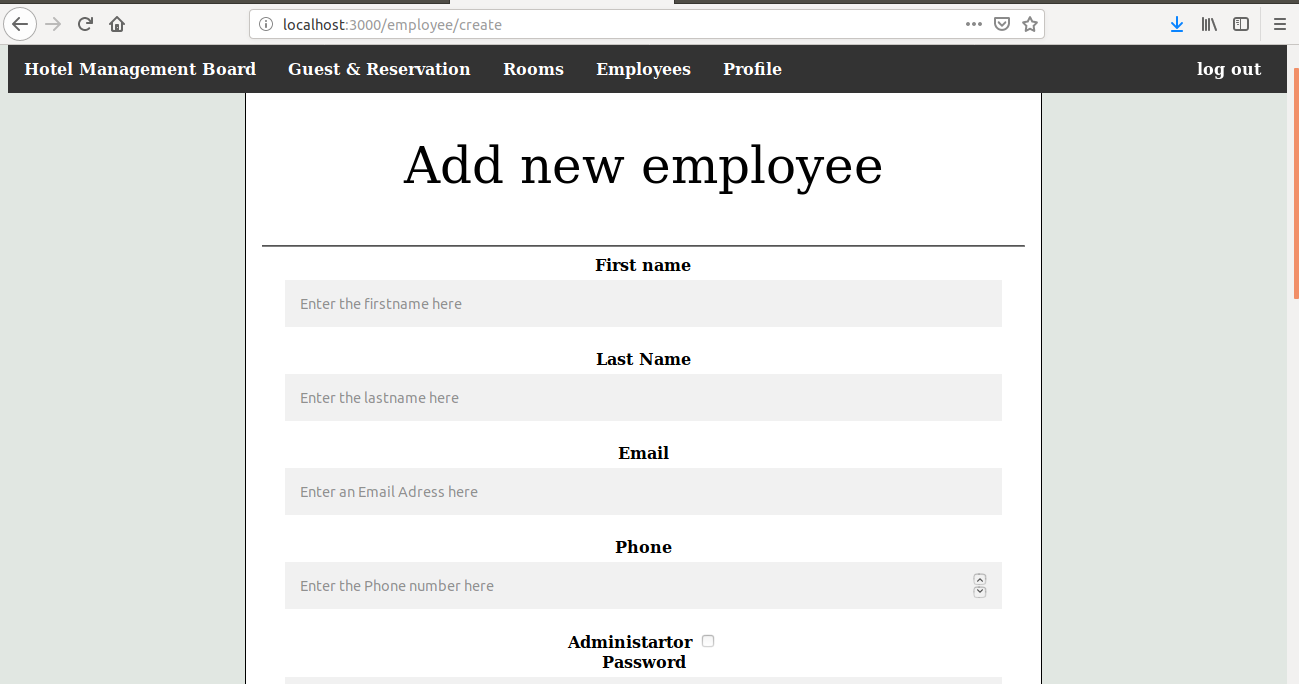 localhost:3000/employee/create
Hotel Management Board Guest & Reservation Rooms Employees Profile log out
Add new employee
First name
Enter the firstname here
Last Name
Enter the lastname here
Email
Enter an Email Adress here
Phone
Enter the Phone number here
Administartor
Password